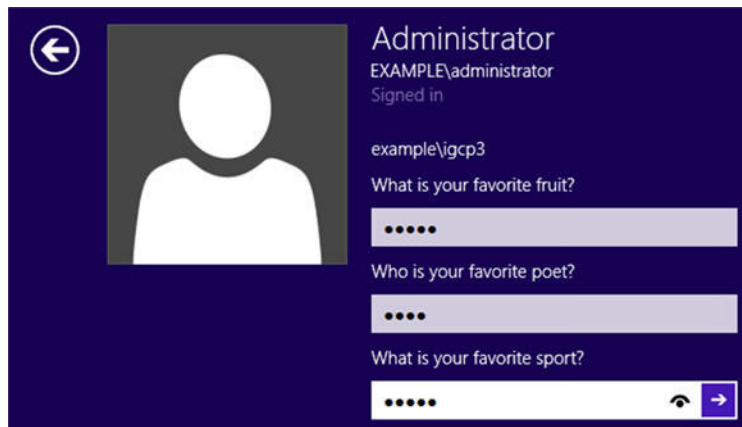 Administrator
EXAMPLE\administrator
Signed in
example\igcp3
What is your favorite fruit?
•••••
Who is your favorite poet?
••••
What is your favorite sport?
•••••